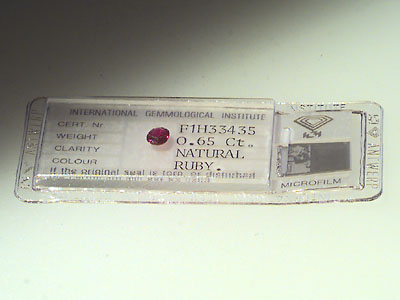 INTERNATIONAL GEMMOLOGICAL INSTITUTE
CERT. Nr F1H33435
WEIGHT 0.65 Ct.
CLARITY NATURAL
COLOUR RUBY.
If the original seal is torn, or disturbed
MICROFILM
ANTWERP